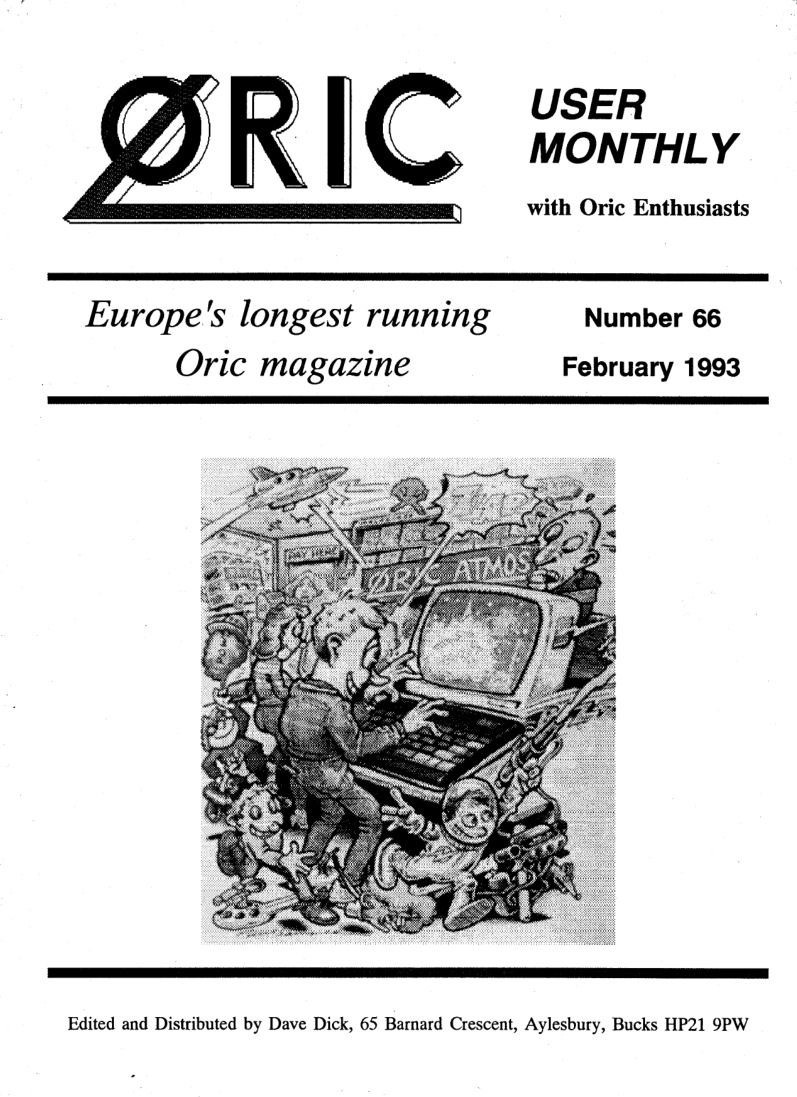 ØRIC
USER
MONTHLY
with Oric Enthusiasts
Europe's longest running
Oric magazine
Number 66
February 1993
PAY HERE
ZAP
ØRIC ATMOS
Edited and Distributed by Dave Dick, 65 Barnard Crescent, Aylesbury, Bucks HP21 9PW